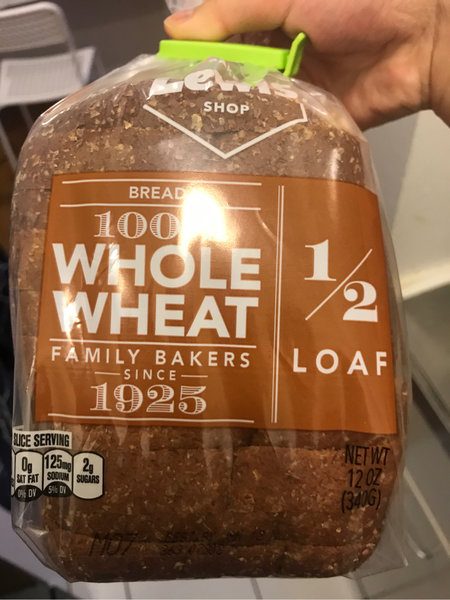 Lewis
SHOP
BREAD
100
WHOLE
WHEAT
FAMILY BAKERS
SINCE
1925
1/2
LOAF
SLICE SERVING
0g
SAT FAT
0% DV
125mg
SODIUM
5% DV
2g
SUGARS
NET WT
12 OZ
(340G)